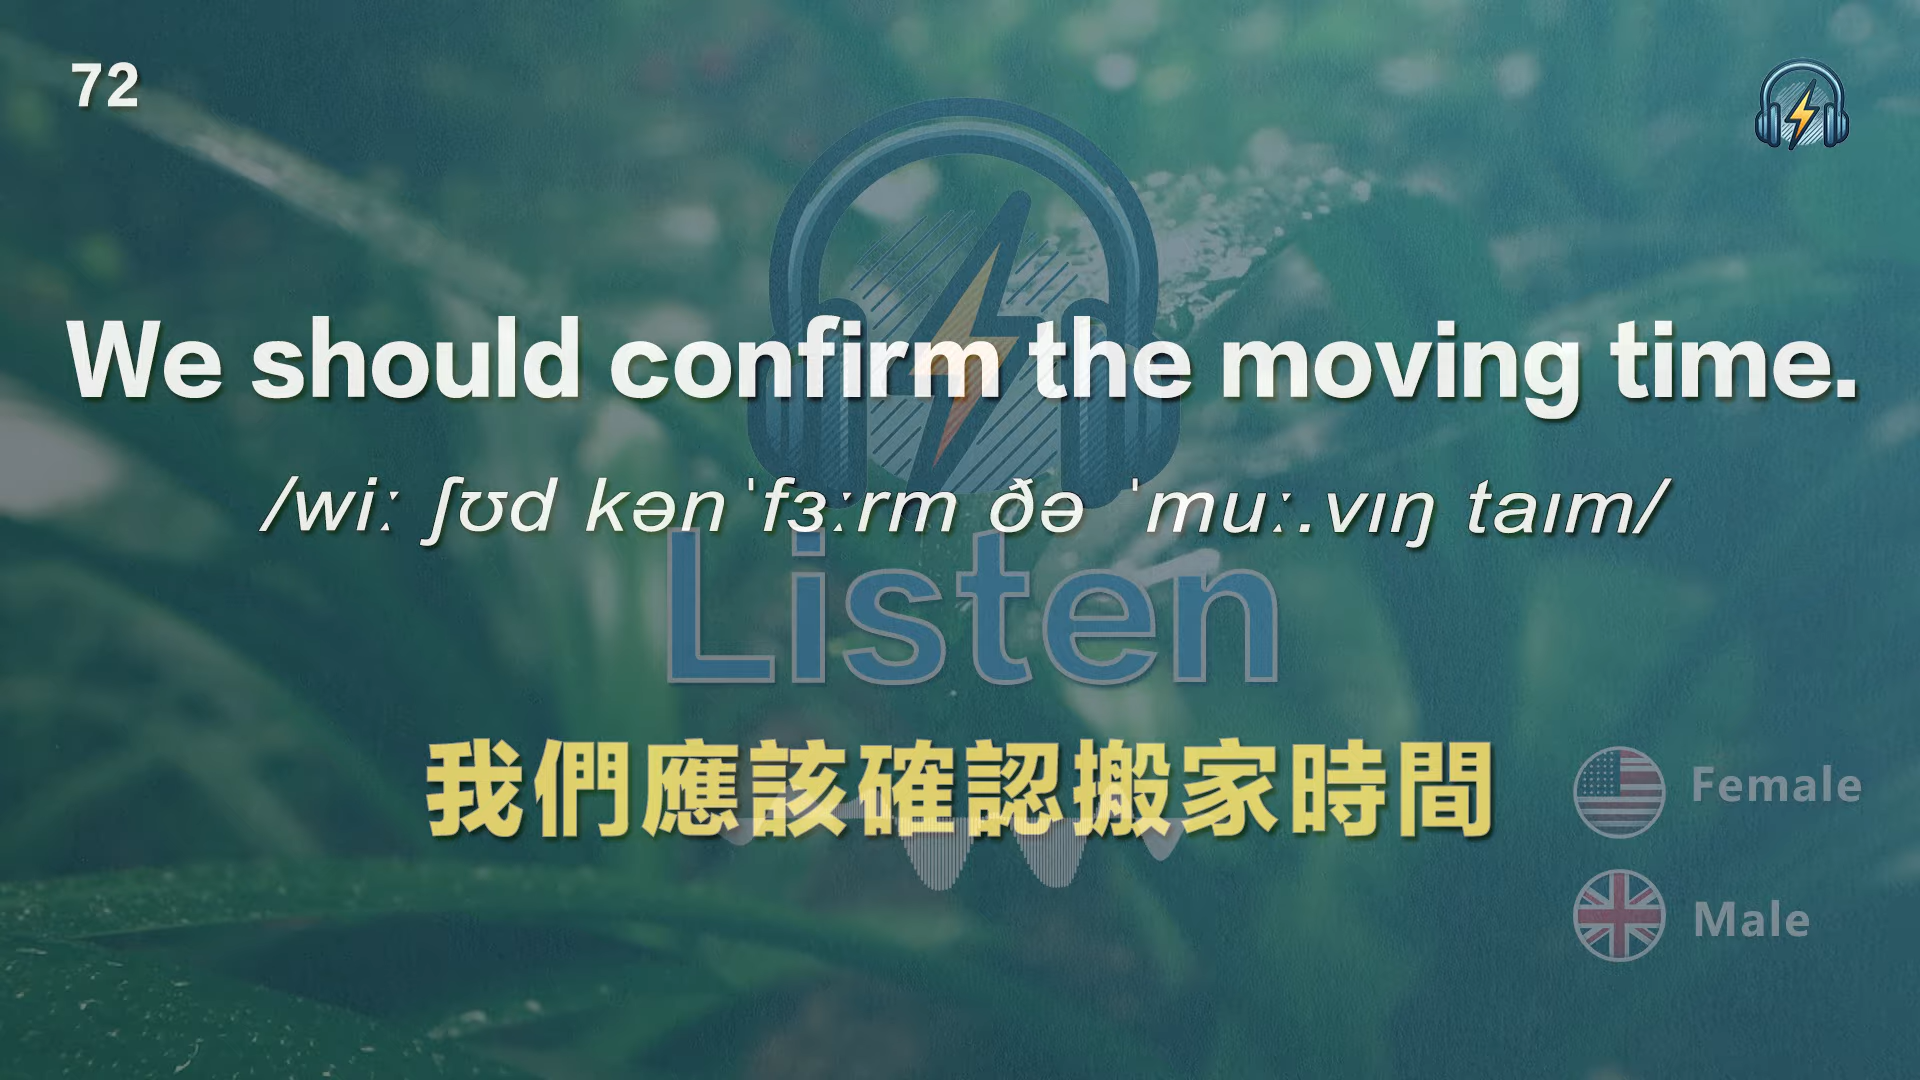 72
We should confirm the moving time.
/wiː ʃʊd kənˈfɜːrm ðə ˈmuː.vɪŋ taɪm/
Listen
我們應該確認搬家時間
Female
Male